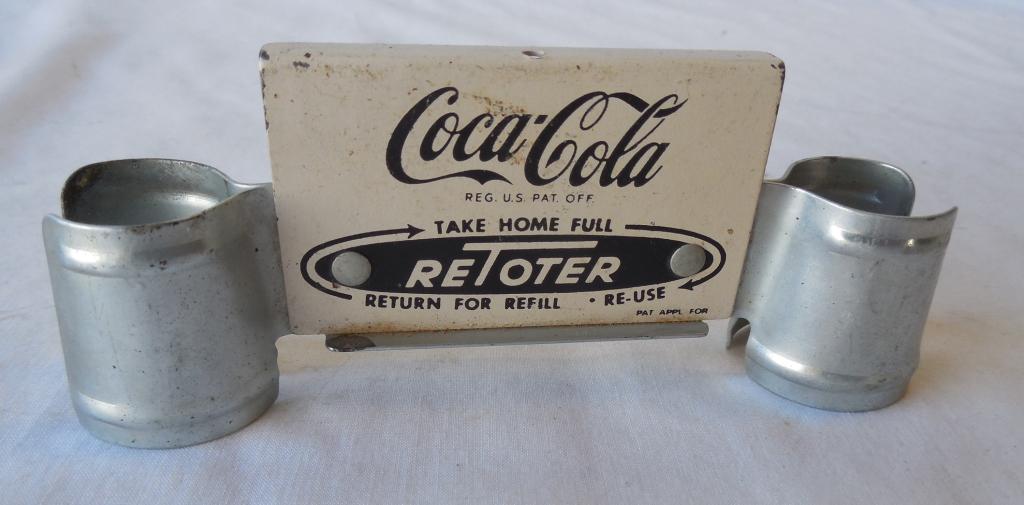 Coca-Cola
REG. U.S. PAT. OFF.
TAKE HOME FULL
RETOTER
RETURN FOR REFILL • RE-USE
PAT APPL FOR